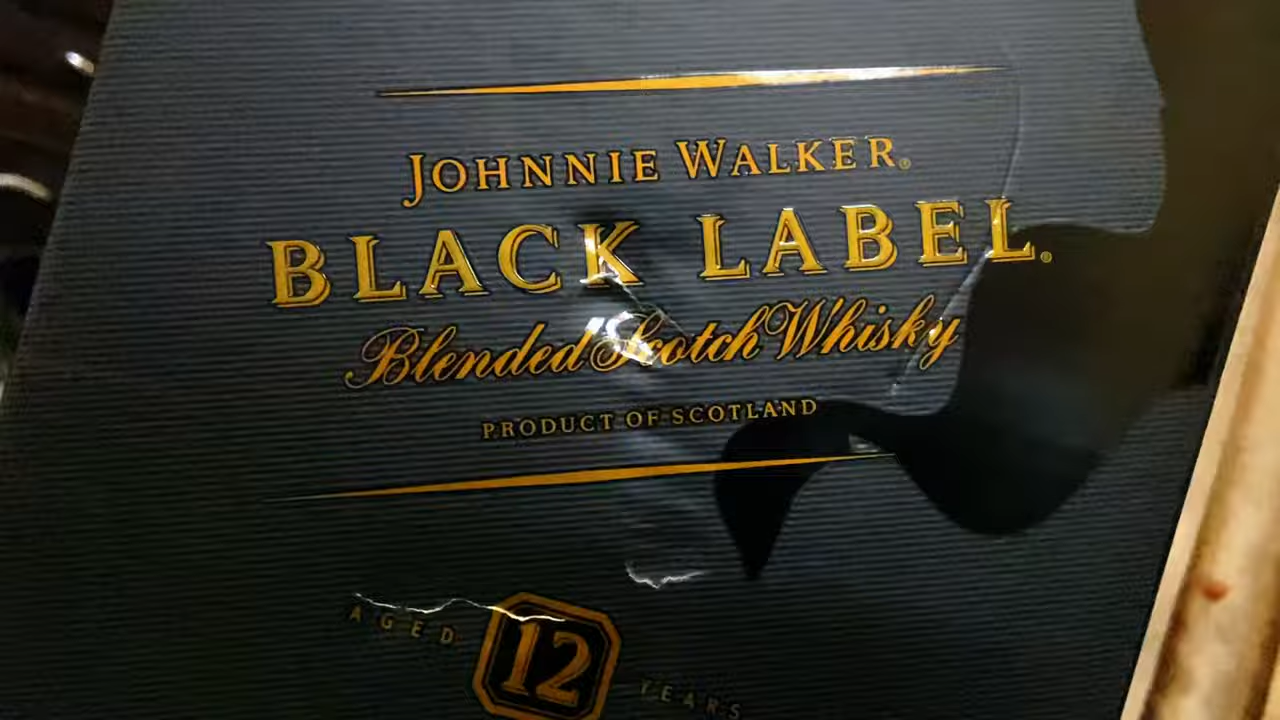 JOHNNIE WALKER®
BLACK LABEL®
Blended Scotch Whisky
PRODUCT OF SCOTLAND
AGED 12 YEARS